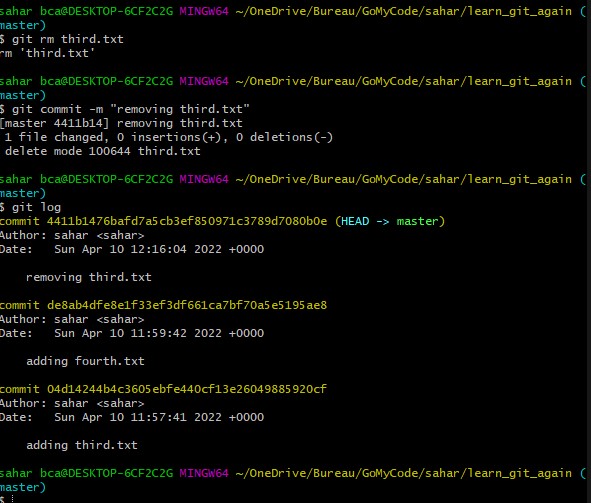 sahar bca@DESKTOP-6CF2C2G MINGW64 ~/OneDrive/Bureau/GoMyCode/sahar/learn_git_again (
master)
$ git rm third.txt
rm 'third.txt'

sahar bca@DESKTOP-6CF2C2G MINGW64 ~/OneDrive/Bureau/GoMyCode/sahar/learn_git_again (
master)
$ git commit -m "removing third.txt"
[master 4411b14] removing third.txt
 1 file changed, 0 insertions(+), 0 deletions(-)
 delete mode 100644 third.txt

sahar bca@DESKTOP-6CF2C2G MINGW64 ~/OneDrive/Bureau/GoMyCode/sahar/learn_git_again (
master)
$ git log
commit 4411b1476bafd7a5cb3ef850971c3789d7080b0e (HEAD -> master)
Author: sahar <sahar>
Date:   Sun Apr 10 12:16:04 2022 +0000

    removing third.txt

commit de8ab4dfe8e1f33ef3df661ca7bf70a5e5195ae8
Author: sahar <sahar>
Date:   Sun Apr 10 11:59:42 2022 +0000

    adding fourth.txt

commit 04d14244b4c3605ebfe440cf13e26049885920cf
Author: sahar <sahar>
Date:   Sun Apr 10 11:57:41 2022 +0000

    adding third.txt

sahar bca@DESKTOP-6CF2C2G MINGW64 ~/OneDrive/Bureau/GoMyCode/sahar/learn_git_again (
master)
$